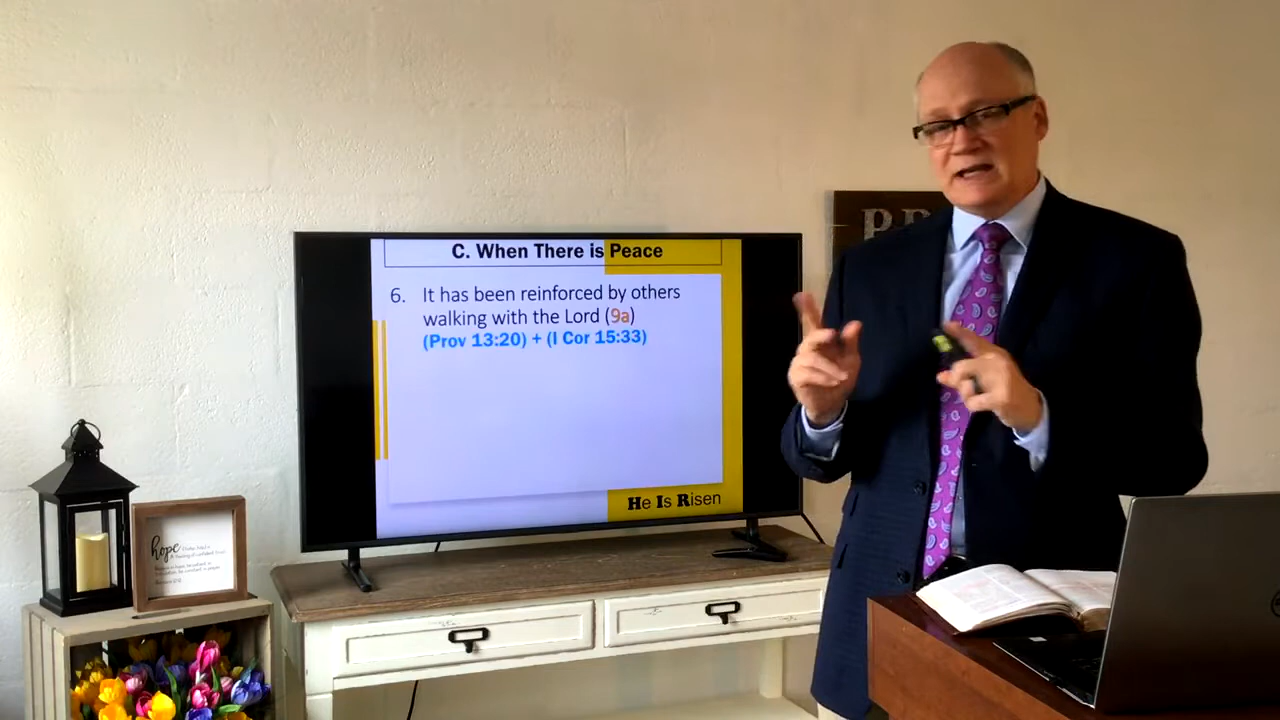 C. When There is Peace
6. It has been reinforced by others
walking with the Lord (9a)
(Prov 13:20) + (I Cor 15:33)
He Is Risen
hope